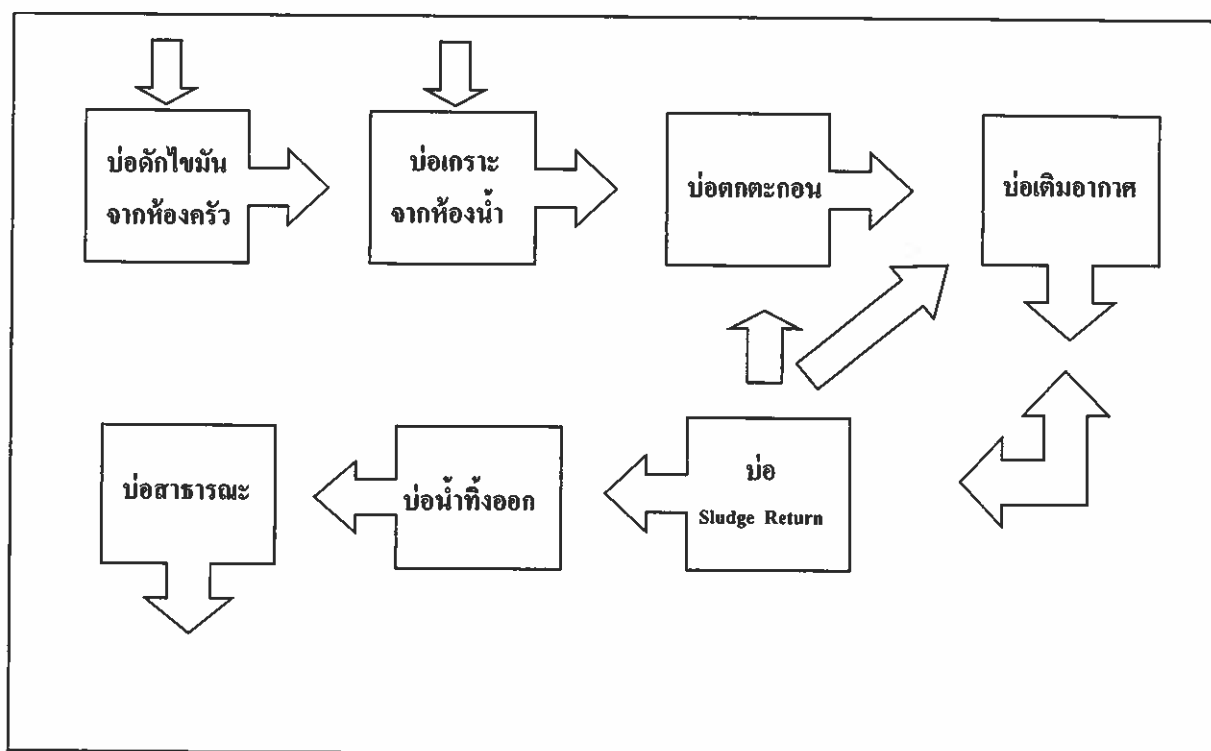 บ่อดักไขมัน
จากห้องครัว
บ่อเกราะ
จากห้องน้ำ
บ่อตกตะกอน
บ่อเติมอากาศ
บ่อสาธารณะ
บ่อน้ำทิ้งออก
บ่อ
Sludge Return